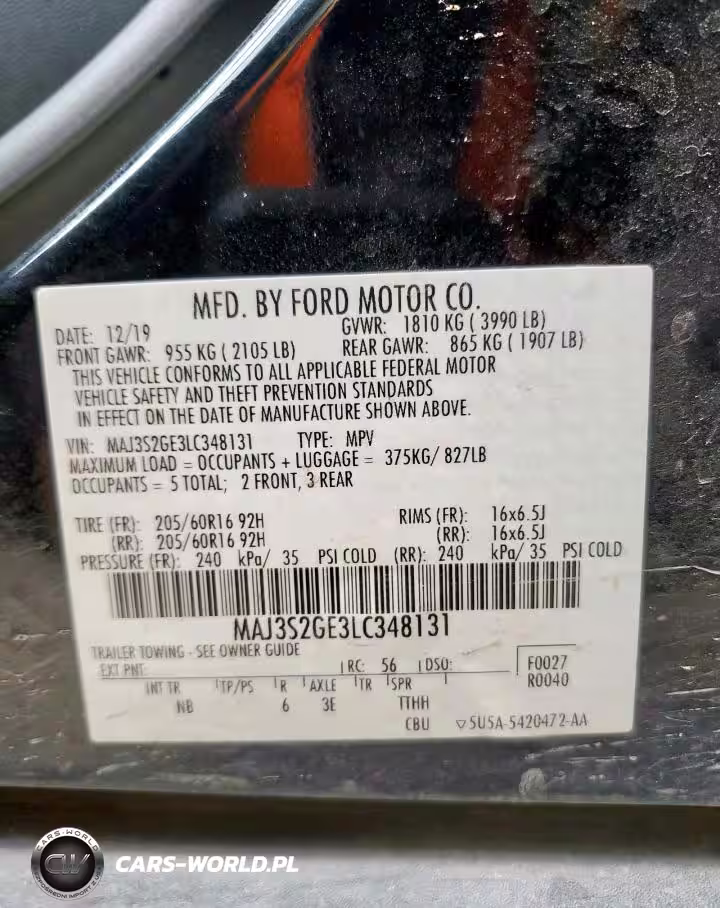 MFD. BY FORD MOTOR CO.
DATE: 12/19 GVWR: 1810 KG ( 3990 LB)
FRONT GAWR: 955 KG ( 2105 LB) REAR GAWR: 865 KG ( 1907 LB)
THIS VEHICLE CONFORMS TO ALL APPLICABLE FEDERAL MOTOR
VEHICLE SAFETY AND THEFT PREVENTION STANDARDS
IN EFFECT ON THE DATE OF MANUFACTURE SHOWN ABOVE.
VIN: MAJ3S2GE3LC348131 TYPE: MPV
MAXIMUM LOAD = OCCUPANTS + LUGGAGE = 375KG/ 827LB
OCCUPANTS = 5 TOTAL; 2 FRONT, 3 REAR
TIRE (FR): 205/60R16 92H RIMS (FR): 16x6.5J
(RR): 205/60R16 92H (RR): 16x6.5J
PRESSURE (FR): 240 kPa/ 35 PSI COLD (RR): 240 kPa/ 35 PSI COLD
MAJ3S2GE3LC348131
TRAILER TOWING - SEE OWNER GUIDE
EXT PNT: RC: 56 DSO: F0027
R0040
INT TR TP/PS R AXLE TR SPR
NB 6 3E TTHH
CBU 5U5A-5420472-AA
CARS-WORLD
CW
CARS-WORLD.PL